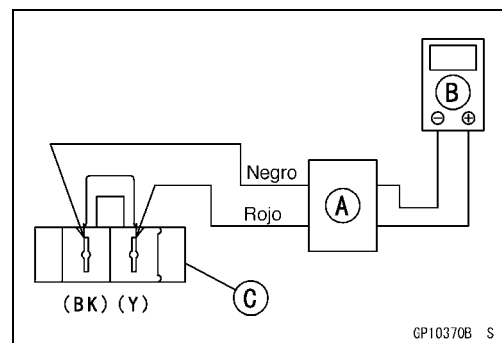 B
⊖ ⊕
Negro
A
Rojo
(BK) (Y)
C
GP10370B S